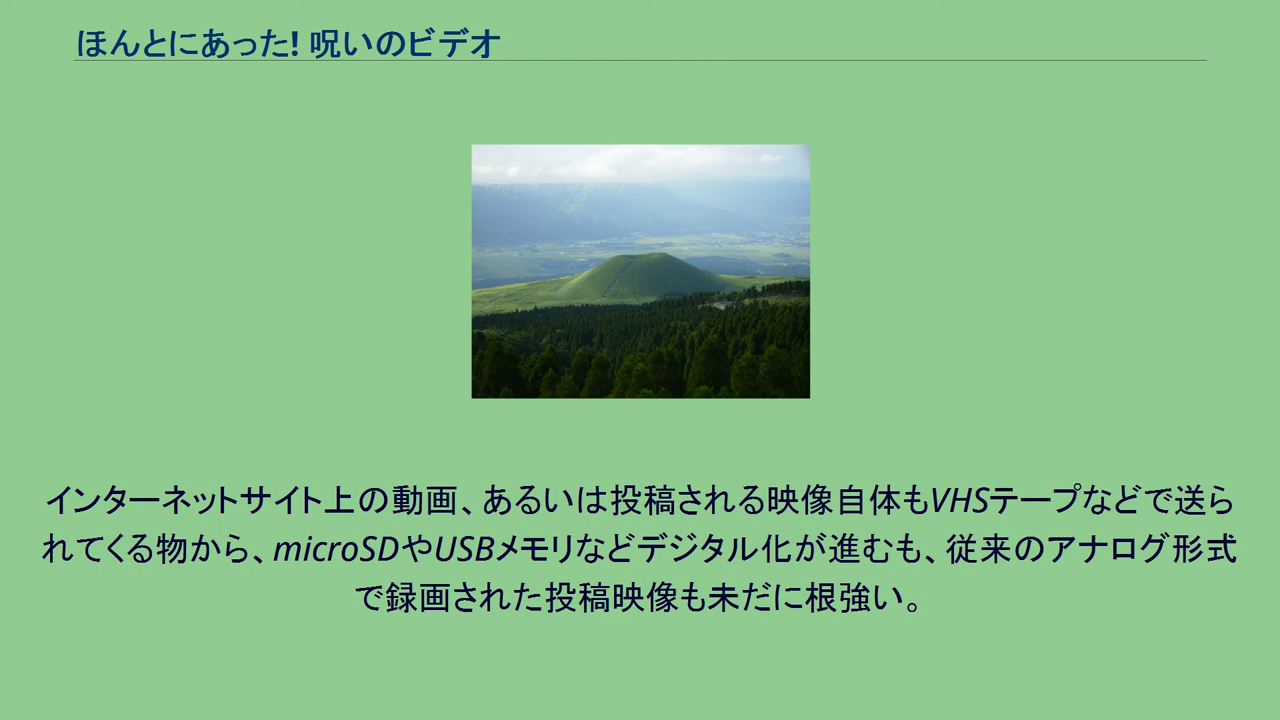 ほんとにあった! 呪いのビデオ
インターネットサイト上の動画、あるいは投稿される映像自体もVHSテープなどで送ら
れてくる物から、microSDやUSBメモリなどデジタル化が進むも、従来のアナログ形式
で録画された投稿映像も未だに根強い。